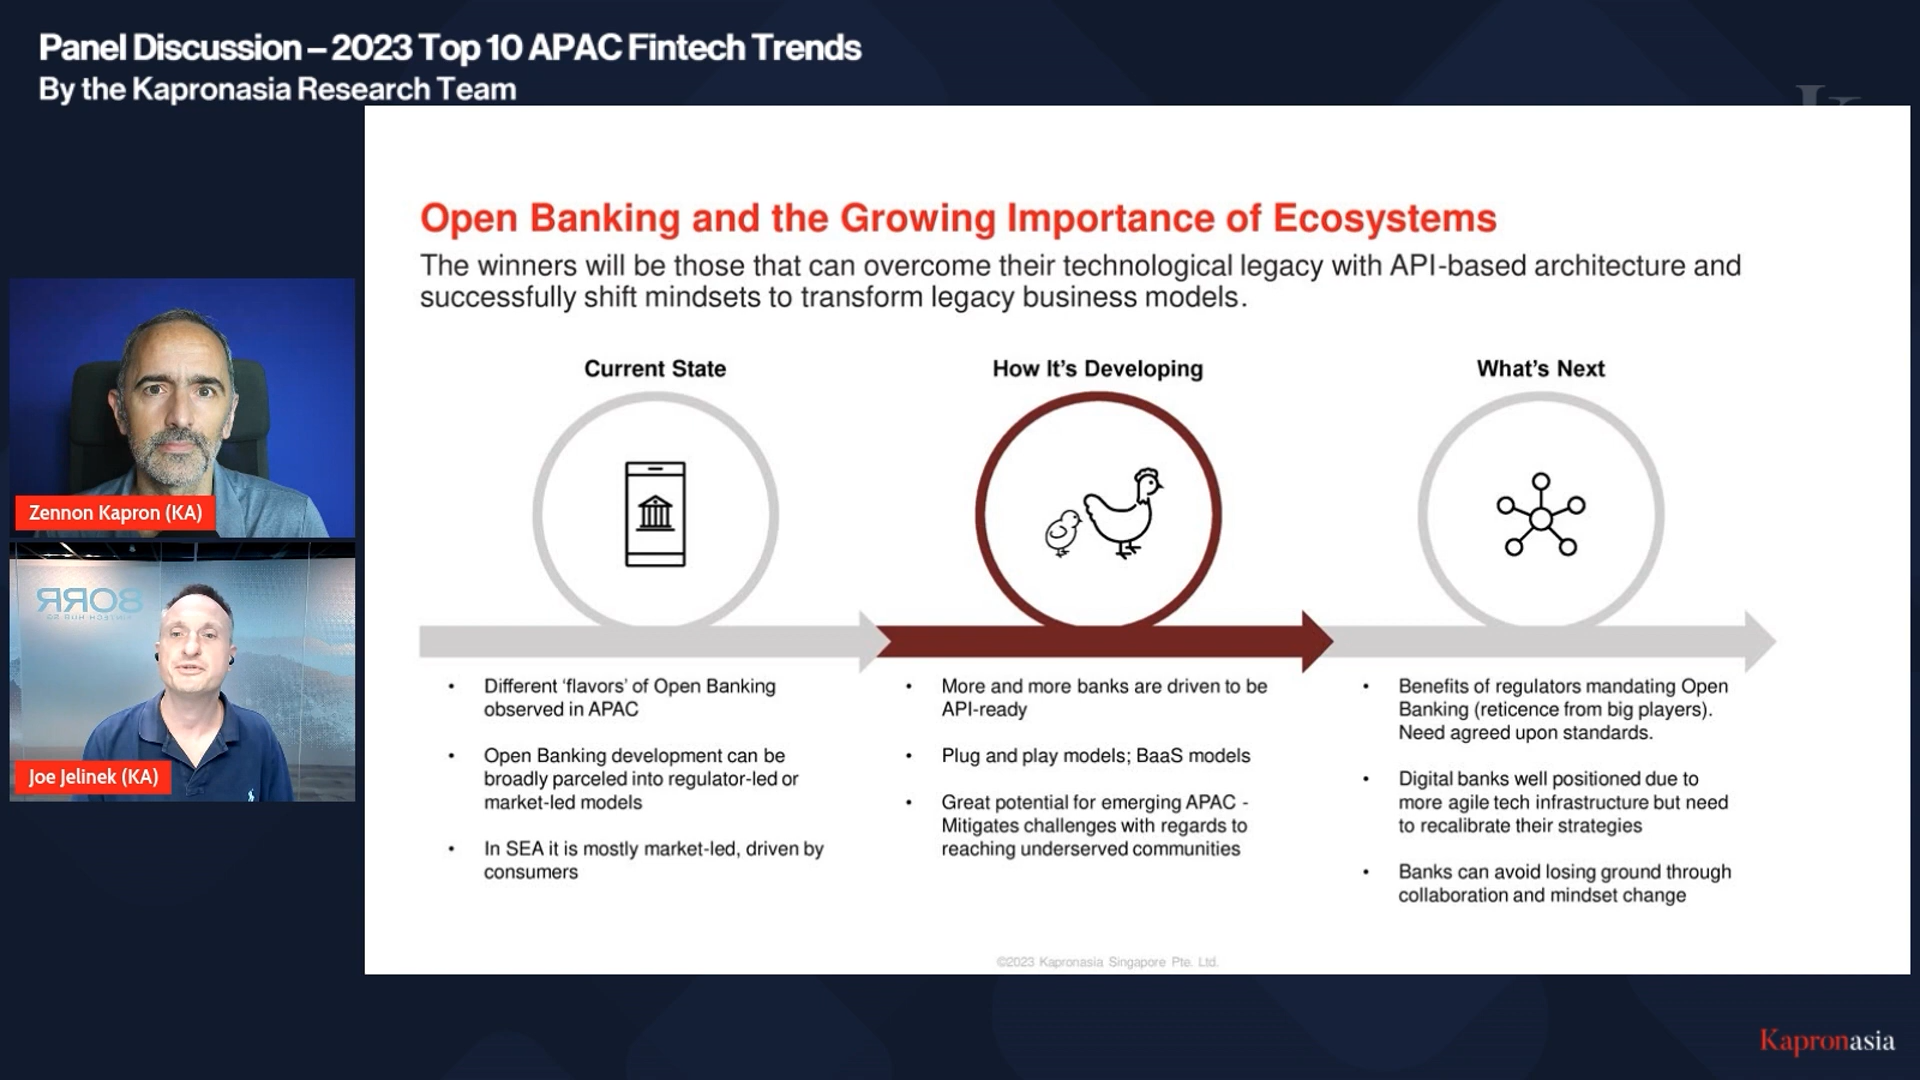 Panel Discussion – 2023 Top 10 APAC Fintech Trends
By the Kapronasia Research Team
Open Banking and the Growing Importance of Ecosystems
The winners will be those that can overcome their technological legacy with API-based architecture and
successfully shift mindsets to transform legacy business models.
Current State
How It's Developing
What's Next
Zennon Kapron (KA)
80RR
Joe Jelinek (KA)
• Different 'flavors' of Open Banking
observed in APAC
• Open Banking development can be
broadly parceled into regulator-led or
market-led models
• In SEA it is mostly market-led, driven by
consumers
• More and more banks are driven to be
API-ready
• Plug and play models; BaaS models
• Great potential for emerging APAC -
Mitigates challenges with regards to
reaching underserved communities
• Benefits of regulators mandating Open
Banking (reticence from big players).
Need agreed upon standards.
• Digital banks well positioned due to
more agile tech infrastructure but need
to recalibrate their strategies
• Banks can avoid losing ground through
collaboration and mindset change
©2023 Kapronasia Singapore Pte. Ltd.
Kapronasia